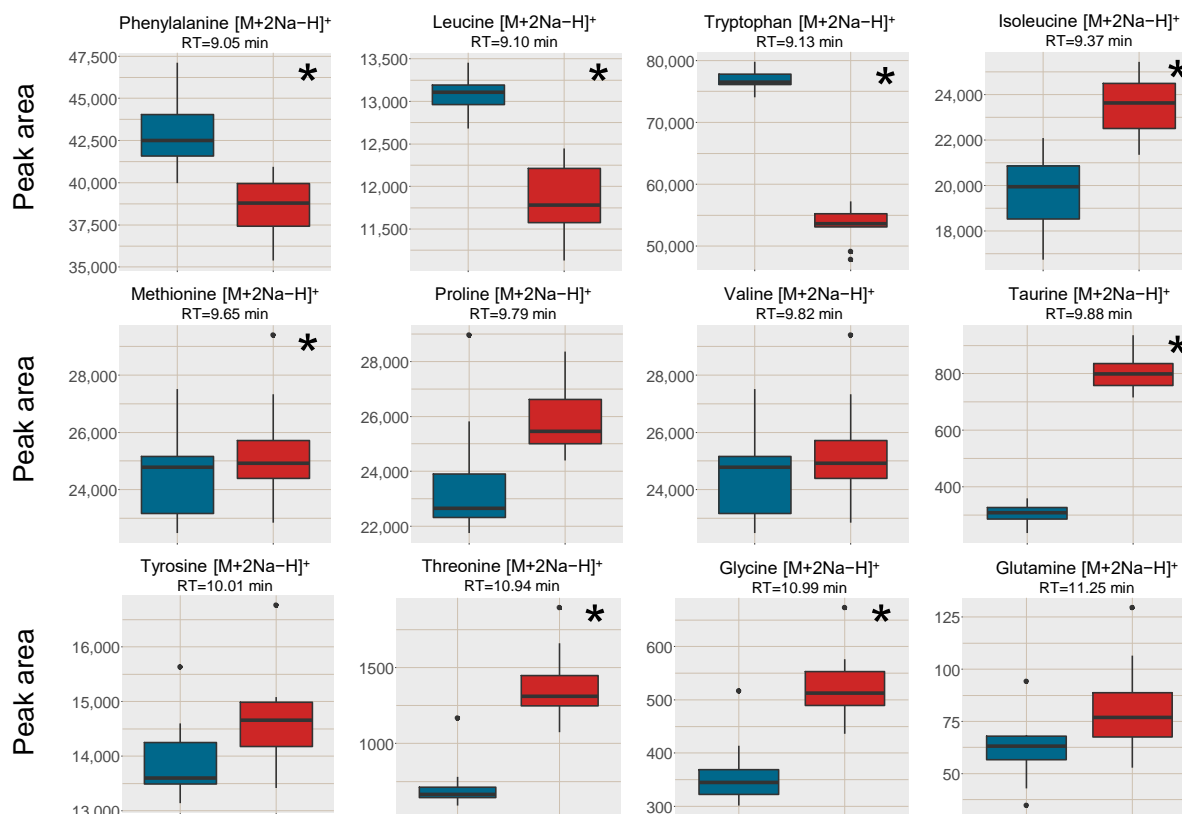 Phenylalanine [M+2Na−H]⁺
RT=9.05 min
Peak area
47,500
45,000
42,500
40,000
37,500
35,000
*
Leucine [M+2Na−H]⁺
RT=9.10 min
13,500
13,000
12,500
12,000
11,500
*
Tryptophan [M+2Na−H]⁺
RT=9.13 min
80,000
70,000
60,000
50,000
*
Isoleucine [M+2Na−H]⁺
RT=9.37 min
24,000
22,000
20,000
18,000
*
Methionine [M+2Na−H]⁺
RT=9.65 min
Peak area
28,000
26,000
24,000
*
Proline [M+2Na−H]⁺
RT=9.79 min
28,000
26,000
24,000
22,000
Valine [M+2Na−H]⁺
RT=9.82 min
28,000
26,000
24,000
Taurine [M+2Na−H]⁺
RT=9.88 min
800
600
400
*
Tyrosine [M+2Na−H]⁺
RT=10.01 min
Peak area
16,000
15,000
14,000
13,000
Threonine [M+2Na−H]⁺
RT=10.94 min
1500
1000
*
Glycine [M+2Na−H]⁺
RT=10.99 min
600
500
400
300
*
Glutamine [M+2Na−H]⁺
RT=11.25 min
125
100
75
50